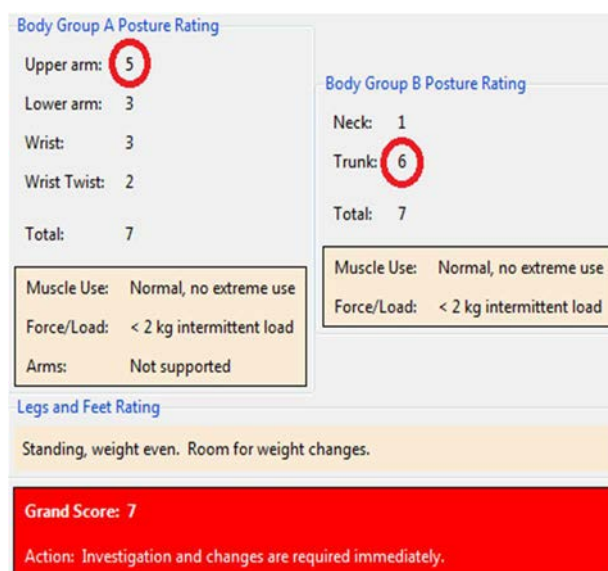 Body Group A Posture Rating
Upper arm: 5
Lower arm: 3
Wrist: 3
Wrist Twist: 2
Total: 7
Muscle Use: Normal, no extreme use
Force/Load: < 2 kg intermittent load
Arms: Not supported
Body Group B Posture Rating
Neck: 1
Trunk: 6
Total: 7
Muscle Use: Normal, no extreme use
Force/Load: < 2 kg intermittent load
Legs and Feet Rating
Standing, weight even. Room for weight changes.
Grand Score: 7
Action: Investigation and changes are required immediately.